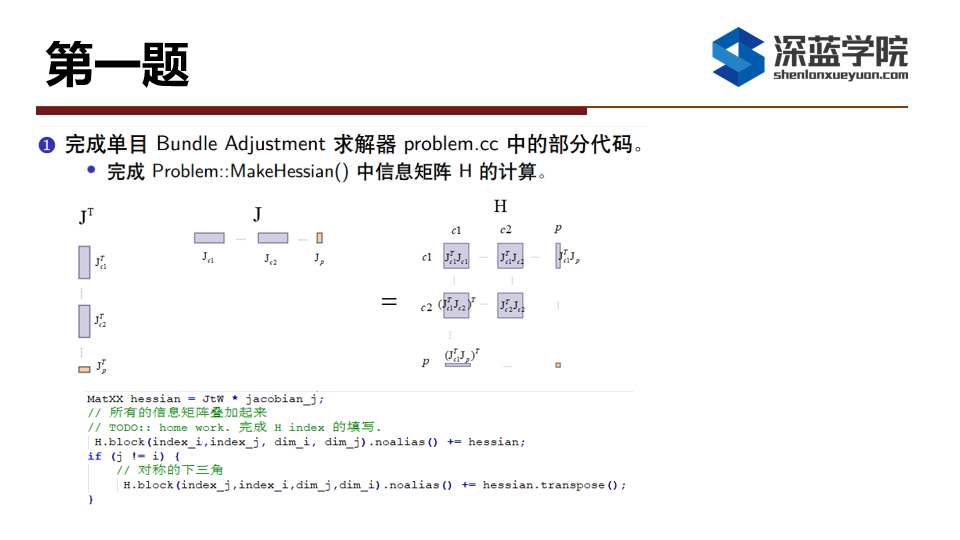 第一题
深蓝学院
shenlanxueyuan.com
1 完成单目 Bundle Adjustment 求解器 problem.cc 中的部分代码。
• 完成 Problem::MakeHessian() 中信息矩阵 H 的计算。
J^T
J
H
c1 c2 p
J_{c1} J_{c2} J_p
J_{c1}^T
c1 J_{c1}^T J_{c1} J_{c1}^T J_{c2} J_{c1}^T J_p
=
J_{c2}^T
c2 (J_{c1}^T J_{c2})^T J_{c2}^T J_{c2}
J_p^T
p (J_{c1}^T J_p)^T
MatXX hessian = JtW * jacobian_j;
// 所有的信息矩阵叠加起来
// TODO:: home work. 完成 H index 的填写.
H.block(index_i,index_j, dim_i, dim_j).noalias() += hessian;
if (j != i) {
// 对称的下三角
H.block(index_j,index_i,dim_j,dim_i).noalias() += hessian.transpose();
}